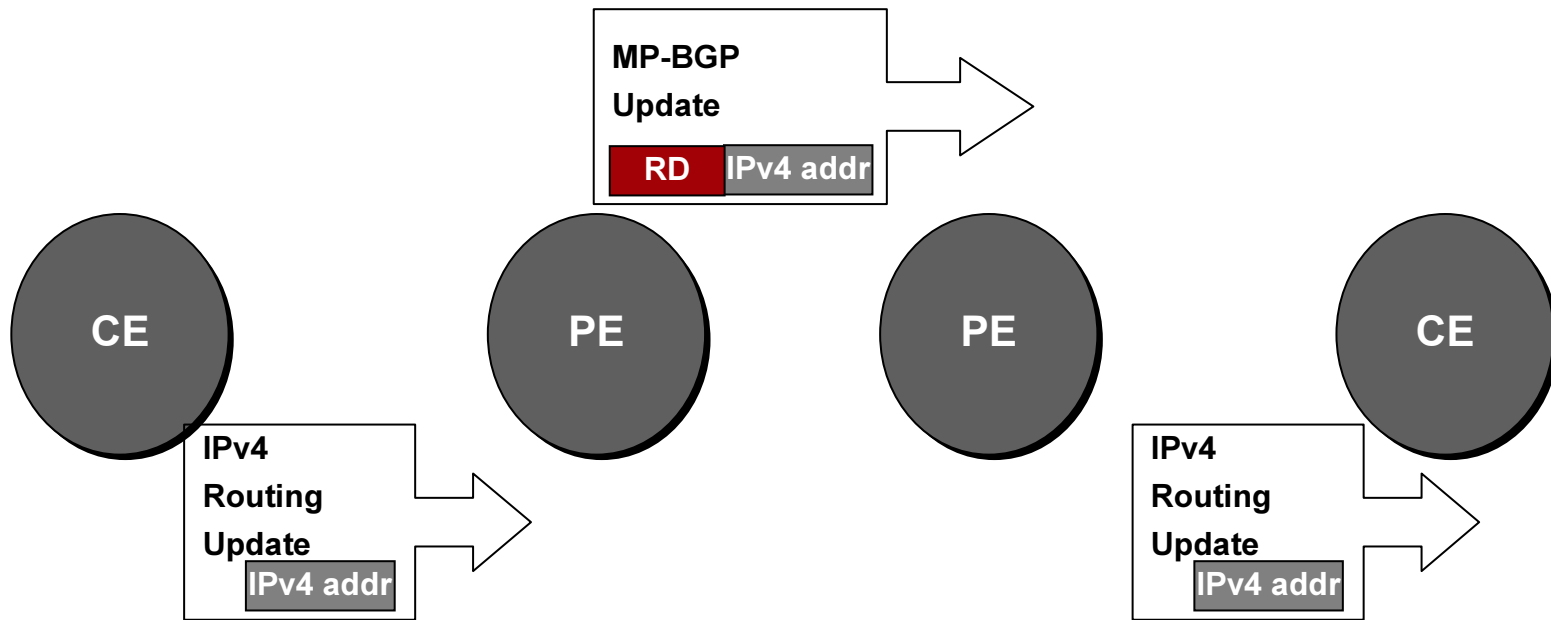 MP-BGP
Update
RD IPv4 addr
CE PE PE CE
IPv4
Routing
Update
IPv4 addr
IPv4
Routing
Update
IPv4 addr